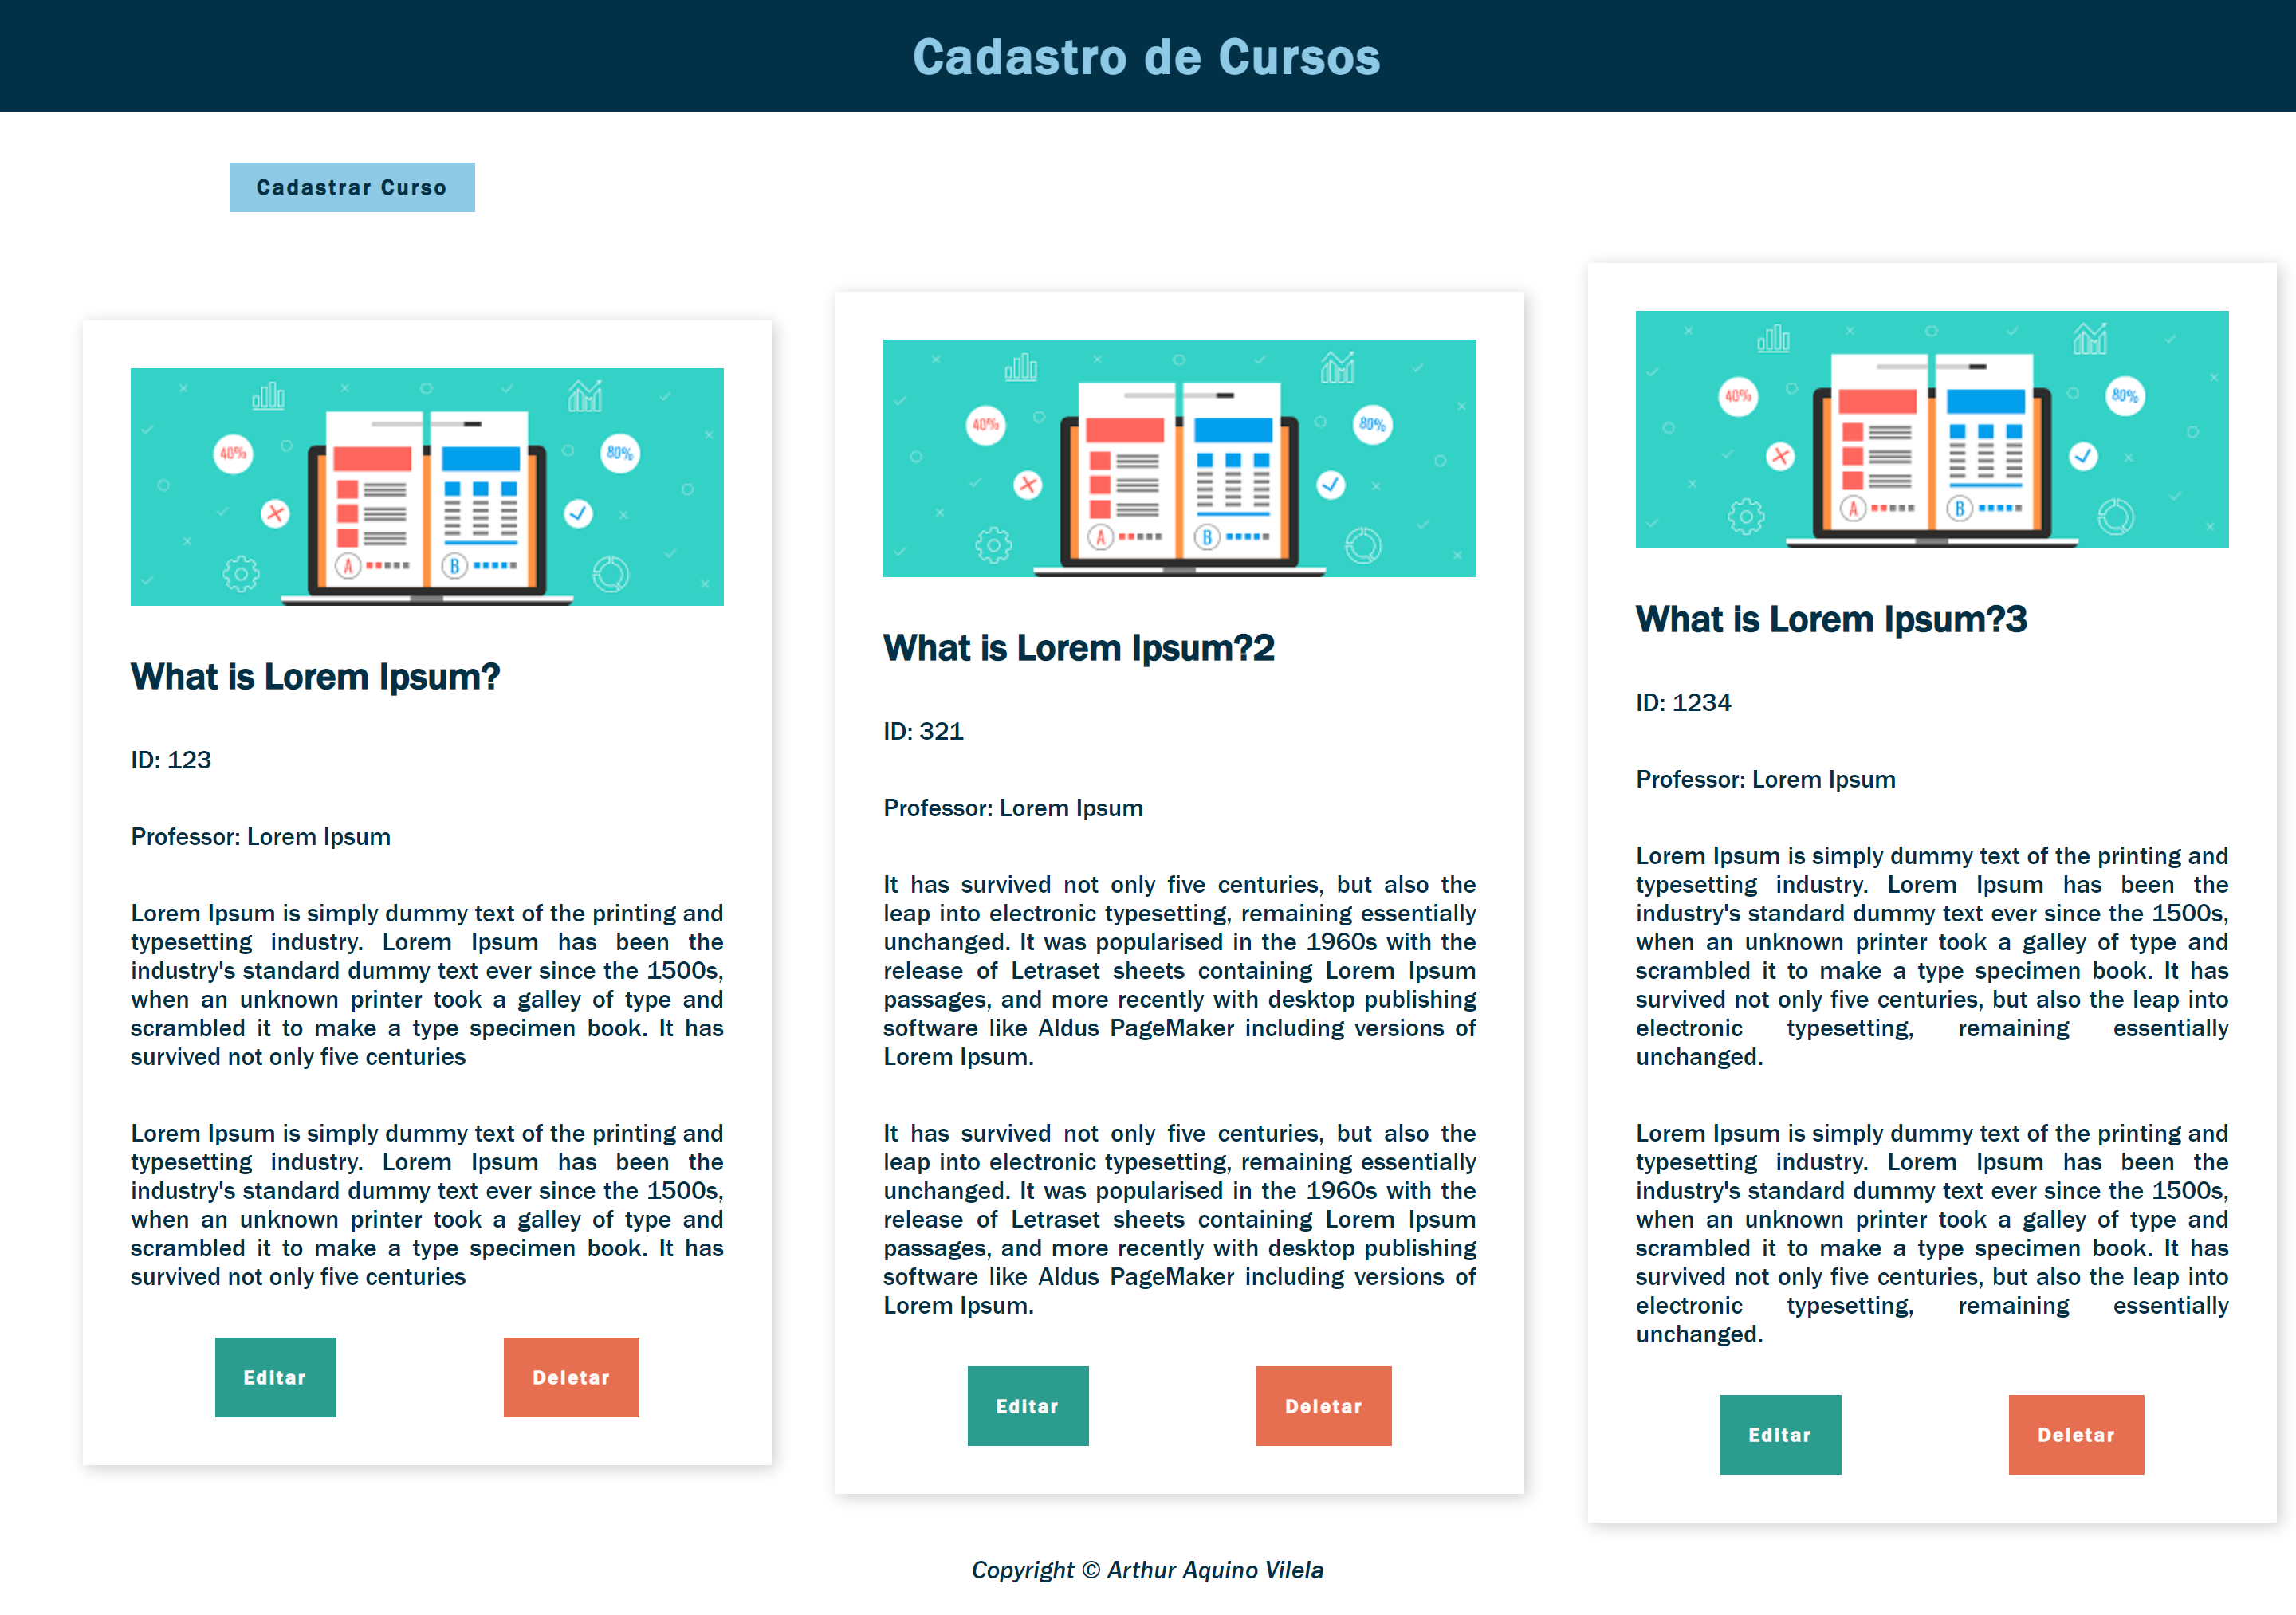 Cadastro de Cursos
Cadastrar Curso
40%
80%
A
B
What is Lorem Ipsum?
ID: 123
Professor: Lorem Ipsum
Lorem Ipsum is simply dummy text of the printing and
typesetting industry. Lorem Ipsum has been the
industry's standard dummy text ever since the 1500s,
when an unknown printer took a galley of type and
scrambled it to make a type specimen book. It has
survived not only five centuries
Lorem Ipsum is simply dummy text of the printing and
typesetting industry. Lorem Ipsum has been the
industry's standard dummy text ever since the 1500s,
when an unknown printer took a galley of type and
scrambled it to make a type specimen book. It has
survived not only five centuries
Editar
Deletar
40%
80%
A
B
What is Lorem Ipsum?2
ID: 321
Professor: Lorem Ipsum
It has survived not only five centuries, but also the
leap into electronic typesetting, remaining essentially
unchanged. It was popularised in the 1960s with the
release of Letraset sheets containing Lorem Ipsum
passages, and more recently with desktop publishing
software like Aldus PageMaker including versions of
Lorem Ipsum.
It has survived not only five centuries, but also the
leap into electronic typesetting, remaining essentially
unchanged. It was popularised in the 1960s with the
release of Letraset sheets containing Lorem Ipsum
passages, and more recently with desktop publishing
software like Aldus PageMaker including versions of
Lorem Ipsum.
Editar
Deletar
40%
80%
A
B
What is Lorem Ipsum?3
ID: 1234
Professor: Lorem Ipsum
Lorem Ipsum is simply dummy text of the printing and
typesetting industry. Lorem Ipsum has been the
industry's standard dummy text ever since the 1500s,
when an unknown printer took a galley of type and
scrambled it to make a type specimen book. It has
survived not only five centuries, but also the leap into
electronic typesetting, remaining essentially
unchanged.
Lorem Ipsum is simply dummy text of the printing and
typesetting industry. Lorem Ipsum has been the
industry's standard dummy text ever since the 1500s,
when an unknown printer took a galley of type and
scrambled it to make a type specimen book. It has
survived not only five centuries, but also the leap into
electronic typesetting, remaining essentially
unchanged.
Editar
Deletar
Copyright © Arthur Aquino Vilela